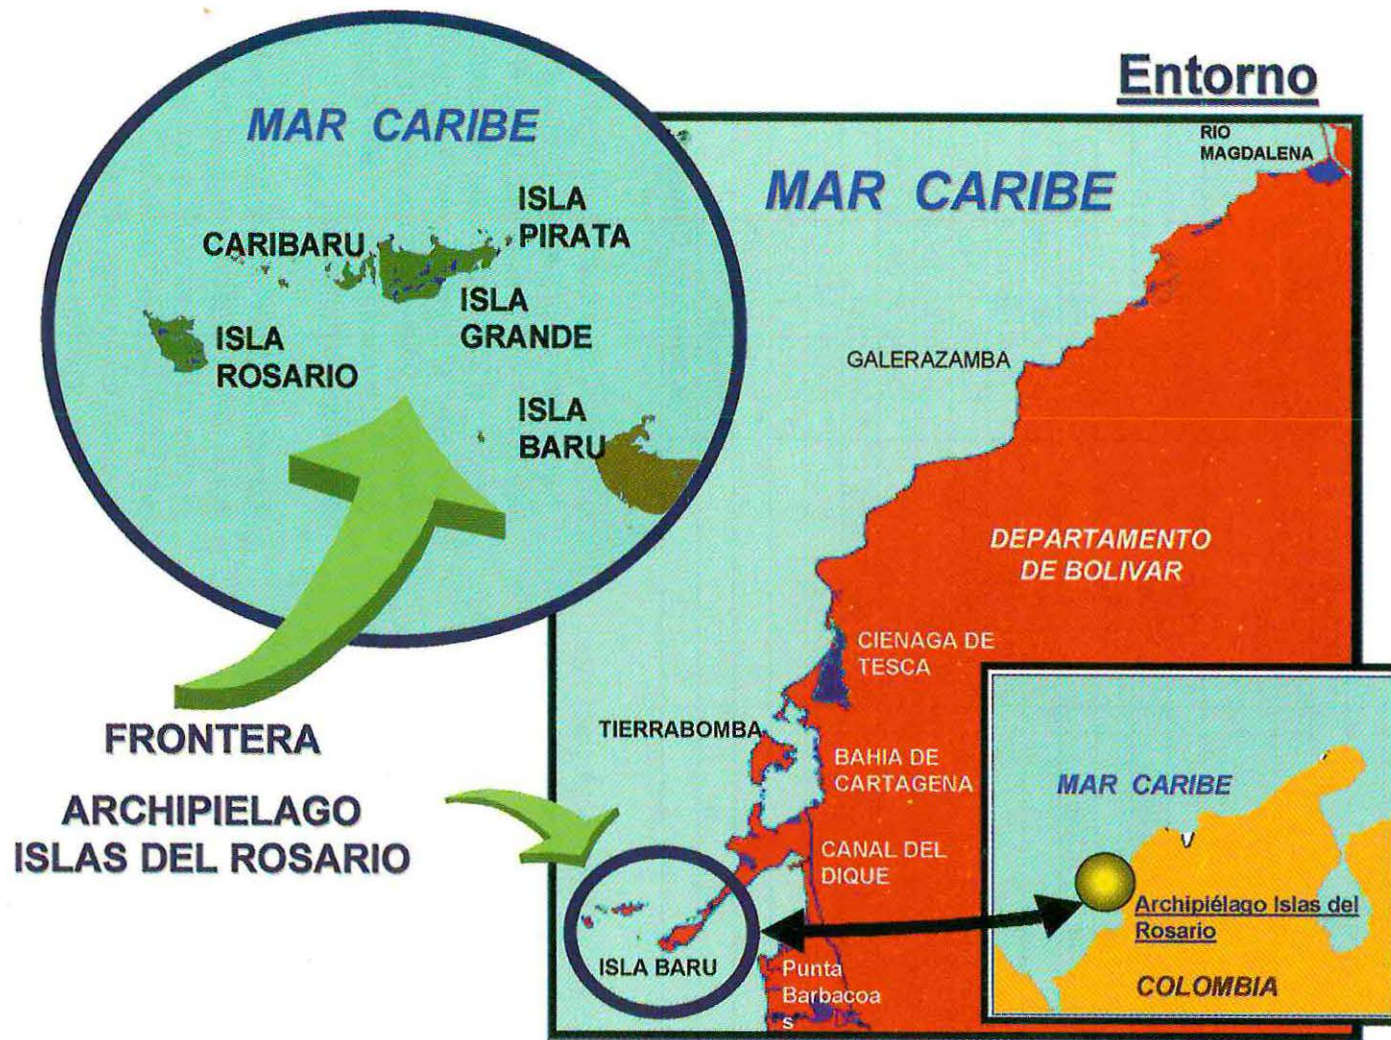 Entorno
MAR CARIBE
ISLA
PIRATA
CARIBARU
ISLA
GRANDE
ISLA
ROSARIO
ISLA
BARU
RIO
MAGDALENA
MAR CARIBE
GALERAZAMBA
DEPARTAMENTO
DE BOLIVAR
CIENAGA DE
TESCA
TIERRABOMBA
BAHIA DE
CARTAGENA
CANAL DEL
DIQUE
ISLA BARU
Punta
Barbacoa
s
FRONTERA
ARCHIPIELAGO
ISLAS DEL ROSARIO
MAR CARIBE
Archipiélago Islas del
Rosario
COLOMBIA